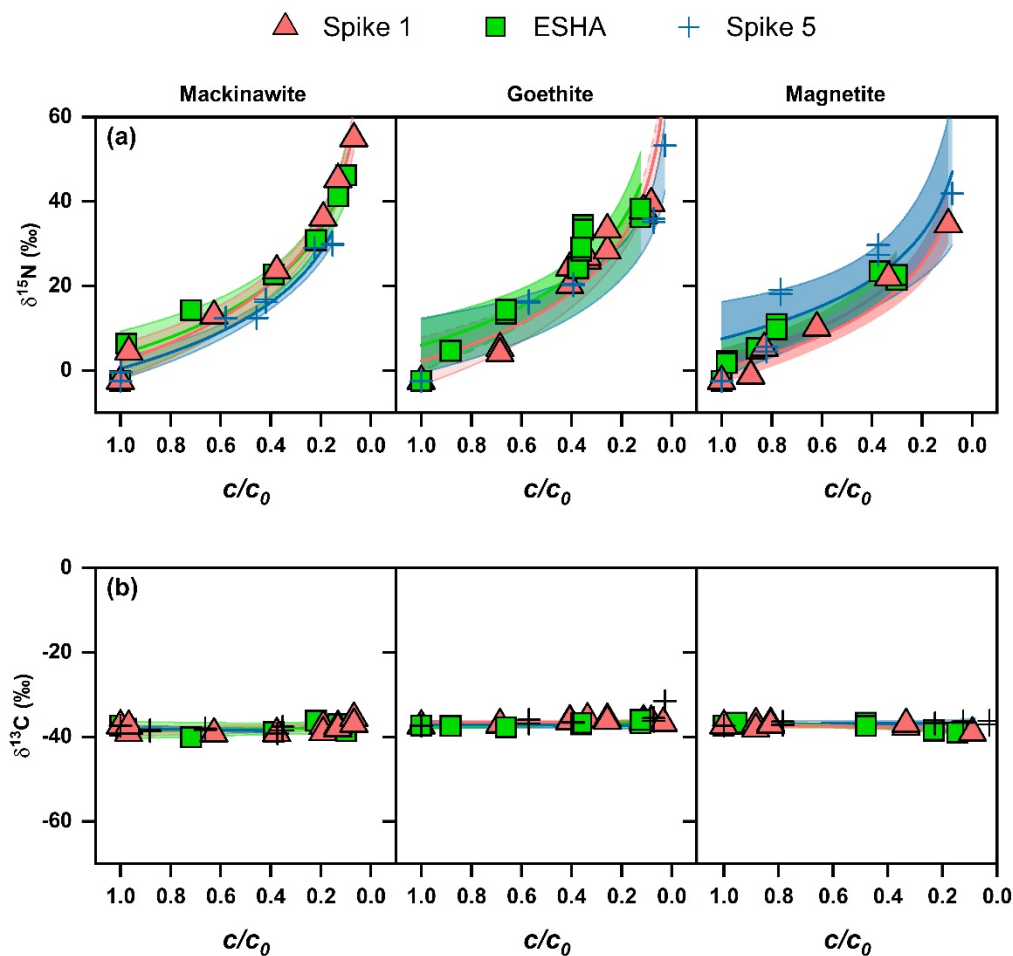 Spike 1 ESHA Spike 5
Mackinawite Goethite Magnetite
(a)
δ15N (‰)
60
40
20
0
1.0 0.8 0.6 0.4 0.2 0.0 1.0 0.8 0.6 0.4 0.2 0.0 1.0 0.8 0.6 0.4 0.2 0.0
c/c0 c/c0 c/c0
(b)
δ13C (‰)
0
-20
-40
-60
1.0 0.8 0.6 0.4 0.2 0.0 1.0 0.8 0.6 0.4 0.2 0.0 1.0 0.8 0.6 0.4 0.2 0.0
c/c0 c/c0 c/c0